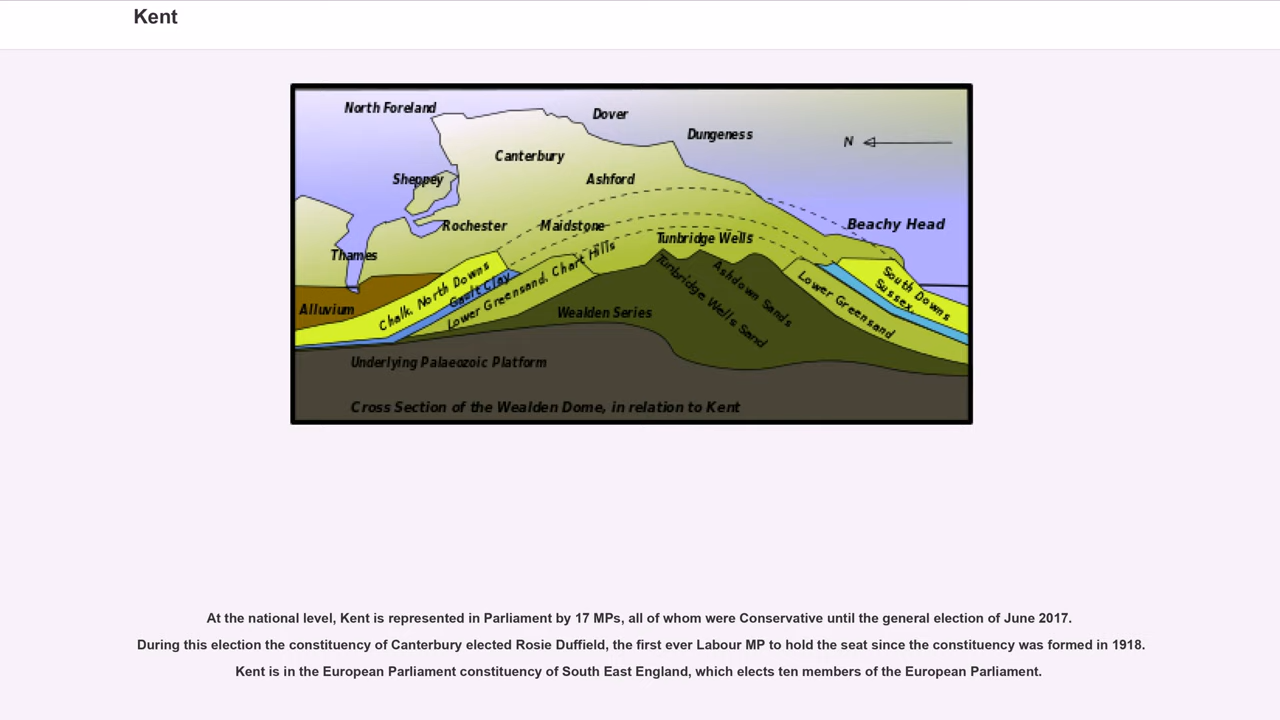 Kent
North Foreland
Dover
Dungeness
N
Canterbury
Sheppey
Ashford
Rochester
Maidstone
Beachy Head
Tunbridge Wells
Thames
Chalk, North Downs
Gault Clay
Lower Greensand, Chart Hills
Tunbridge Wells Sand
Ashdown Sands
Lower Greensand
South Downs
Sussex.
Alluvium
Wealden Series
Underlying Palaeozoic Platform
Cross Section of the Wealden Dome, in relation to Kent
At the national level, Kent is represented in Parliament by 17 MPs, all of whom were Conservative until the general election of June 2017.
During this election the constituency of Canterbury elected Rosie Duffield, the first ever Labour MP to hold the seat since the constituency was formed in 1918.
Kent is in the European Parliament constituency of South East England, which elects ten members of the European Parliament.